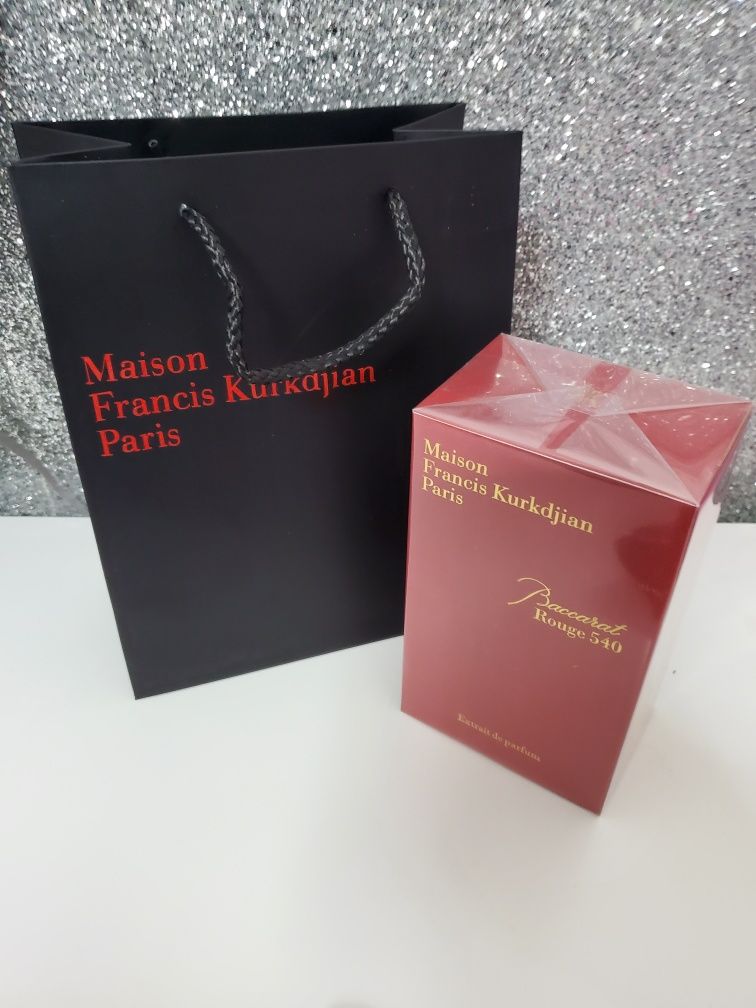 Maison
Francis Kurkdjian
Paris
Maison
Francis Kurkdjian
Paris
Baccarat
Rouge 540
Extrait de parfum